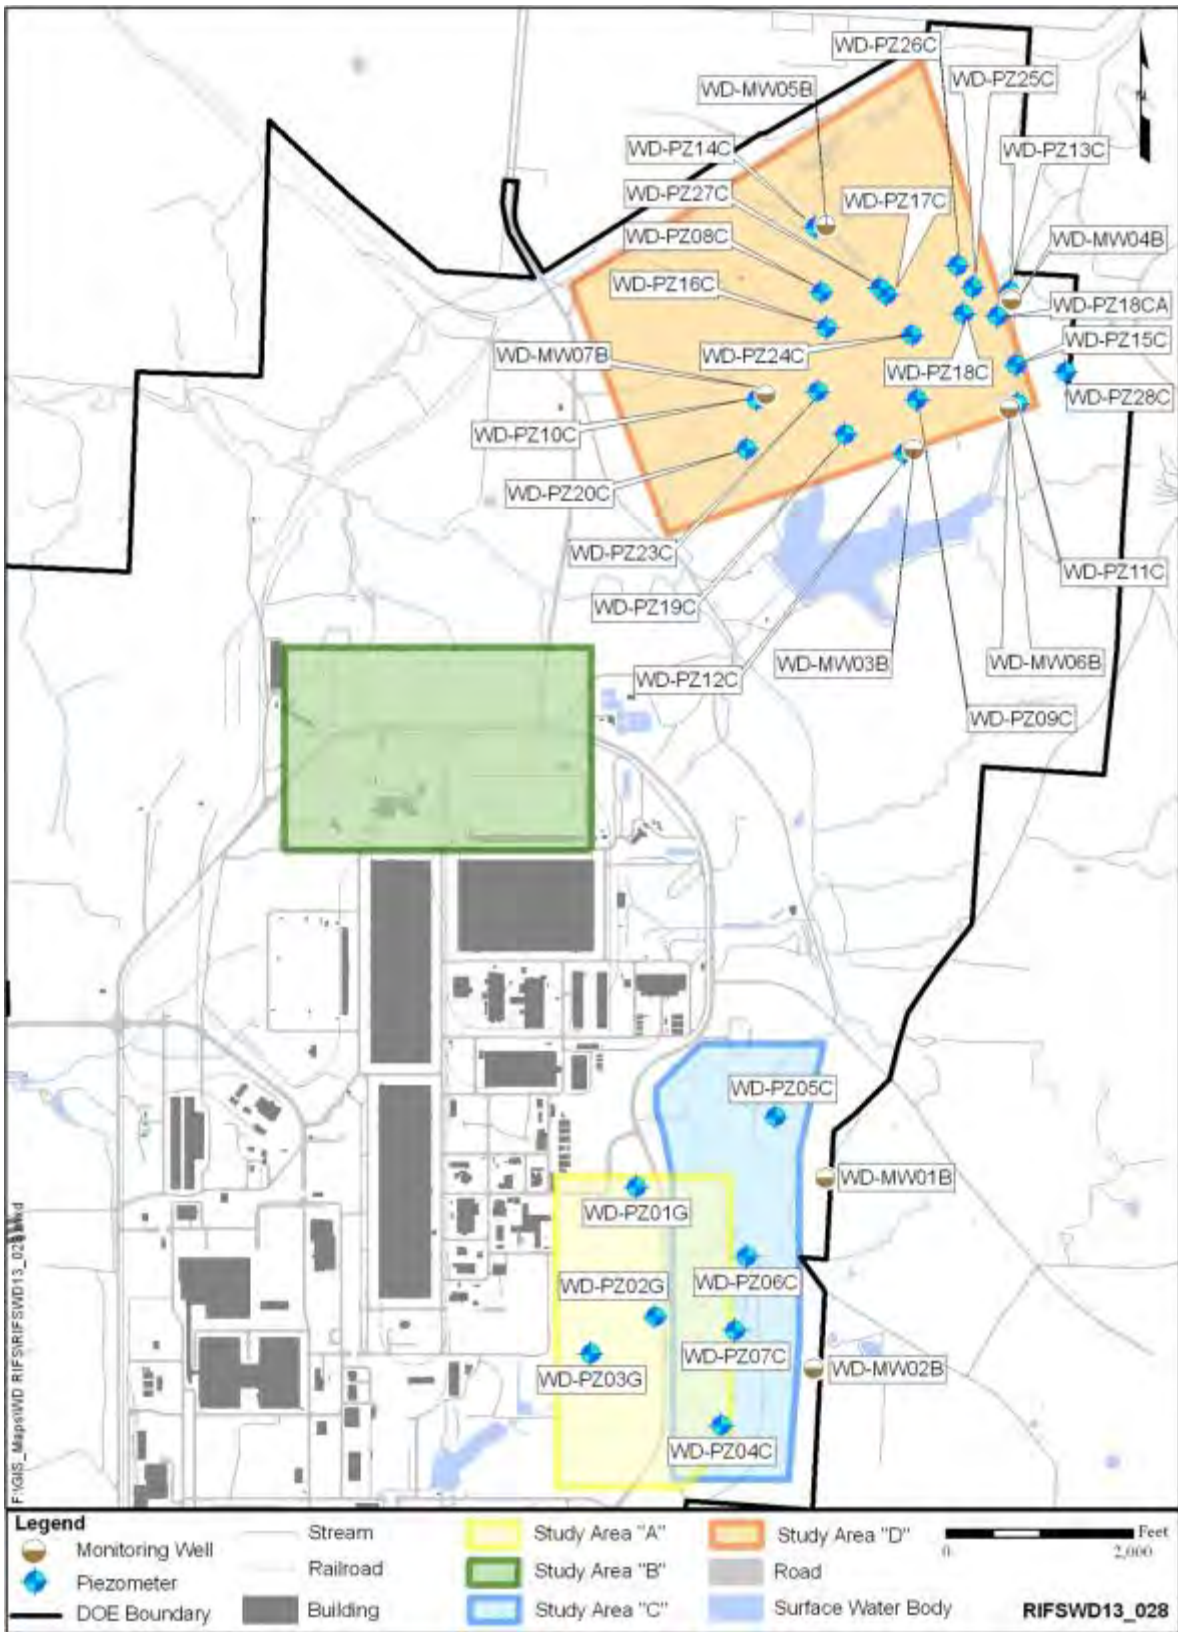 WD-PZ26C
WD-PZ25C
WD-MW05B
WD-PZ14C
WD-PZ13C
WD-PZ27C
WD-PZ17C
WD-PZ08C
WD-MW04B
WD-PZ16C
WD-PZ18CA
WD-MW07B
WD-PZ24C
WD-PZ15C
WD-PZ18C
WD-PZ28C
WD-PZ10C
WD-PZ20C
WD-PZ23C
WD-PZ11C
WD-PZ19C
WD-MW03B
WD-MW06B
WD-PZ12C
WD-PZ09C
WD-PZ05C
WD-MW01B
WD-PZ01G
WD-PZ06C
WD-PZ02G
WD-PZ07C
WD-MW02B
WD-PZ03G
WD-PZ04C
Legend
Monitoring Well
Piezometer
DOE Boundary
Stream
Railroad
Building
Study Area "A"
Study Area "B"
Study Area "C"
Study Area "D"
Road
Surface Water Body
Feet
0 2,000
RIFSWD13_028